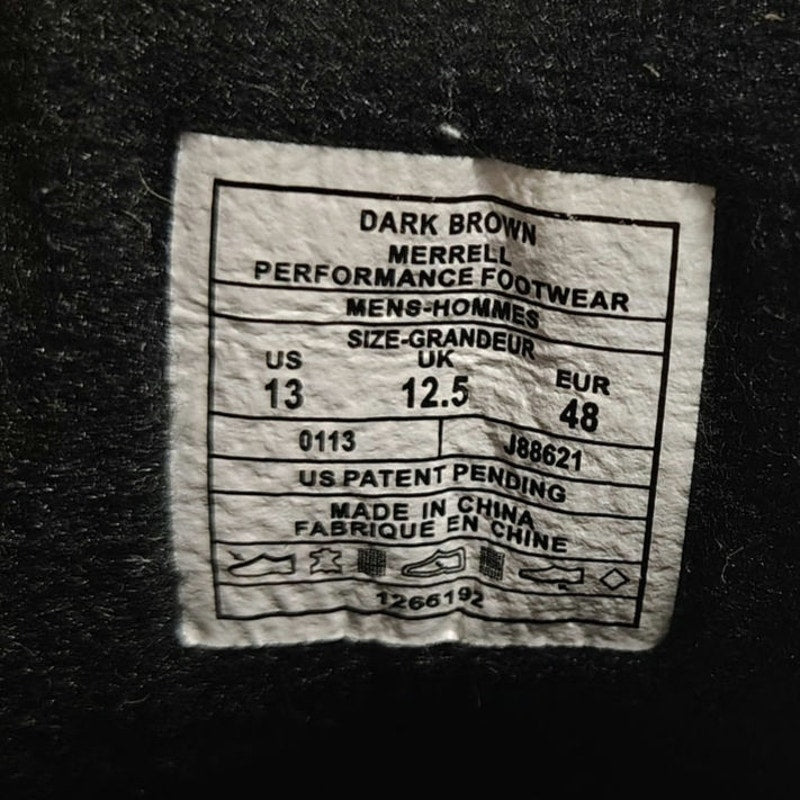 DARK BROWN
MERRELL
PERFORMANCE FOOTWEAR
MENS-HOMMES
SIZE-GRANDEUR
US UK EUR
13 12.5 48
0113 J88621
US PATENT PENDING
MADE IN CHINA
FABRIQUE EN CHINE
1266192